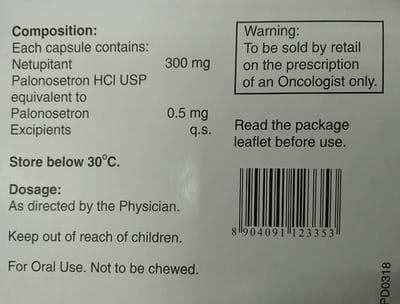 Composition:
Each capsule contains:
Netupitant 300 mg
Palonosetron HCl USP
equivalent to
Palonosetron 0.5 mg
Excipients q.s.
Store below 30°C.
Dosage:
As directed by the Physician.
Keep out of reach of children.
For Oral Use. Not to be chewed.
Warning:
To be sold by retail
on the prescription
of an Oncologist only.
Read the package
leaflet before use.
8 904091 123353
PD0318